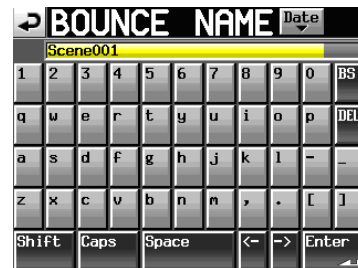 BOUNCE NAME Date
Scene001
1 2 3 4 5 6 7 8 9 0 BS
q w e r t y u i o p DEL
a s d f g h j k l - _
z x c v b n m , . [ ]
Shift Caps Space <- -> Enter